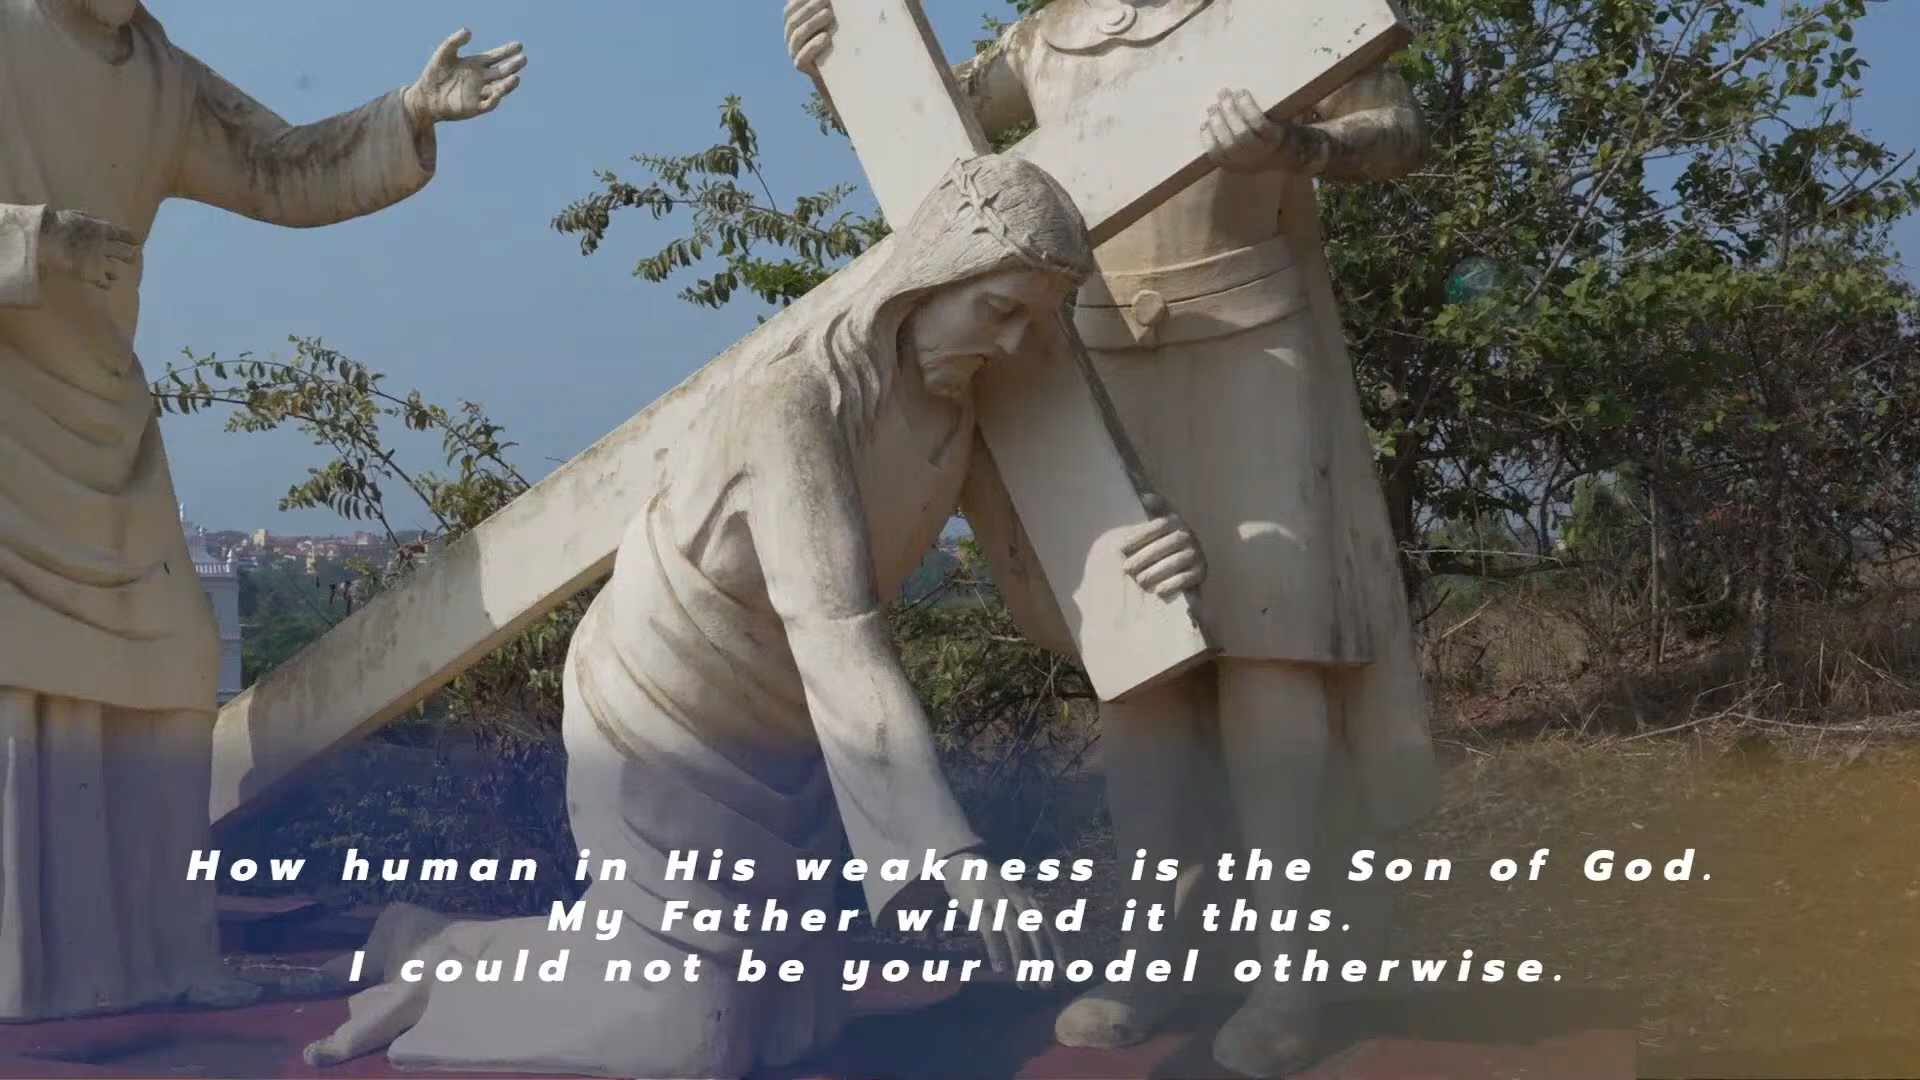 How human in His weakness is the Son of God.
My Father willed it thus.
I could not be your model otherwise.